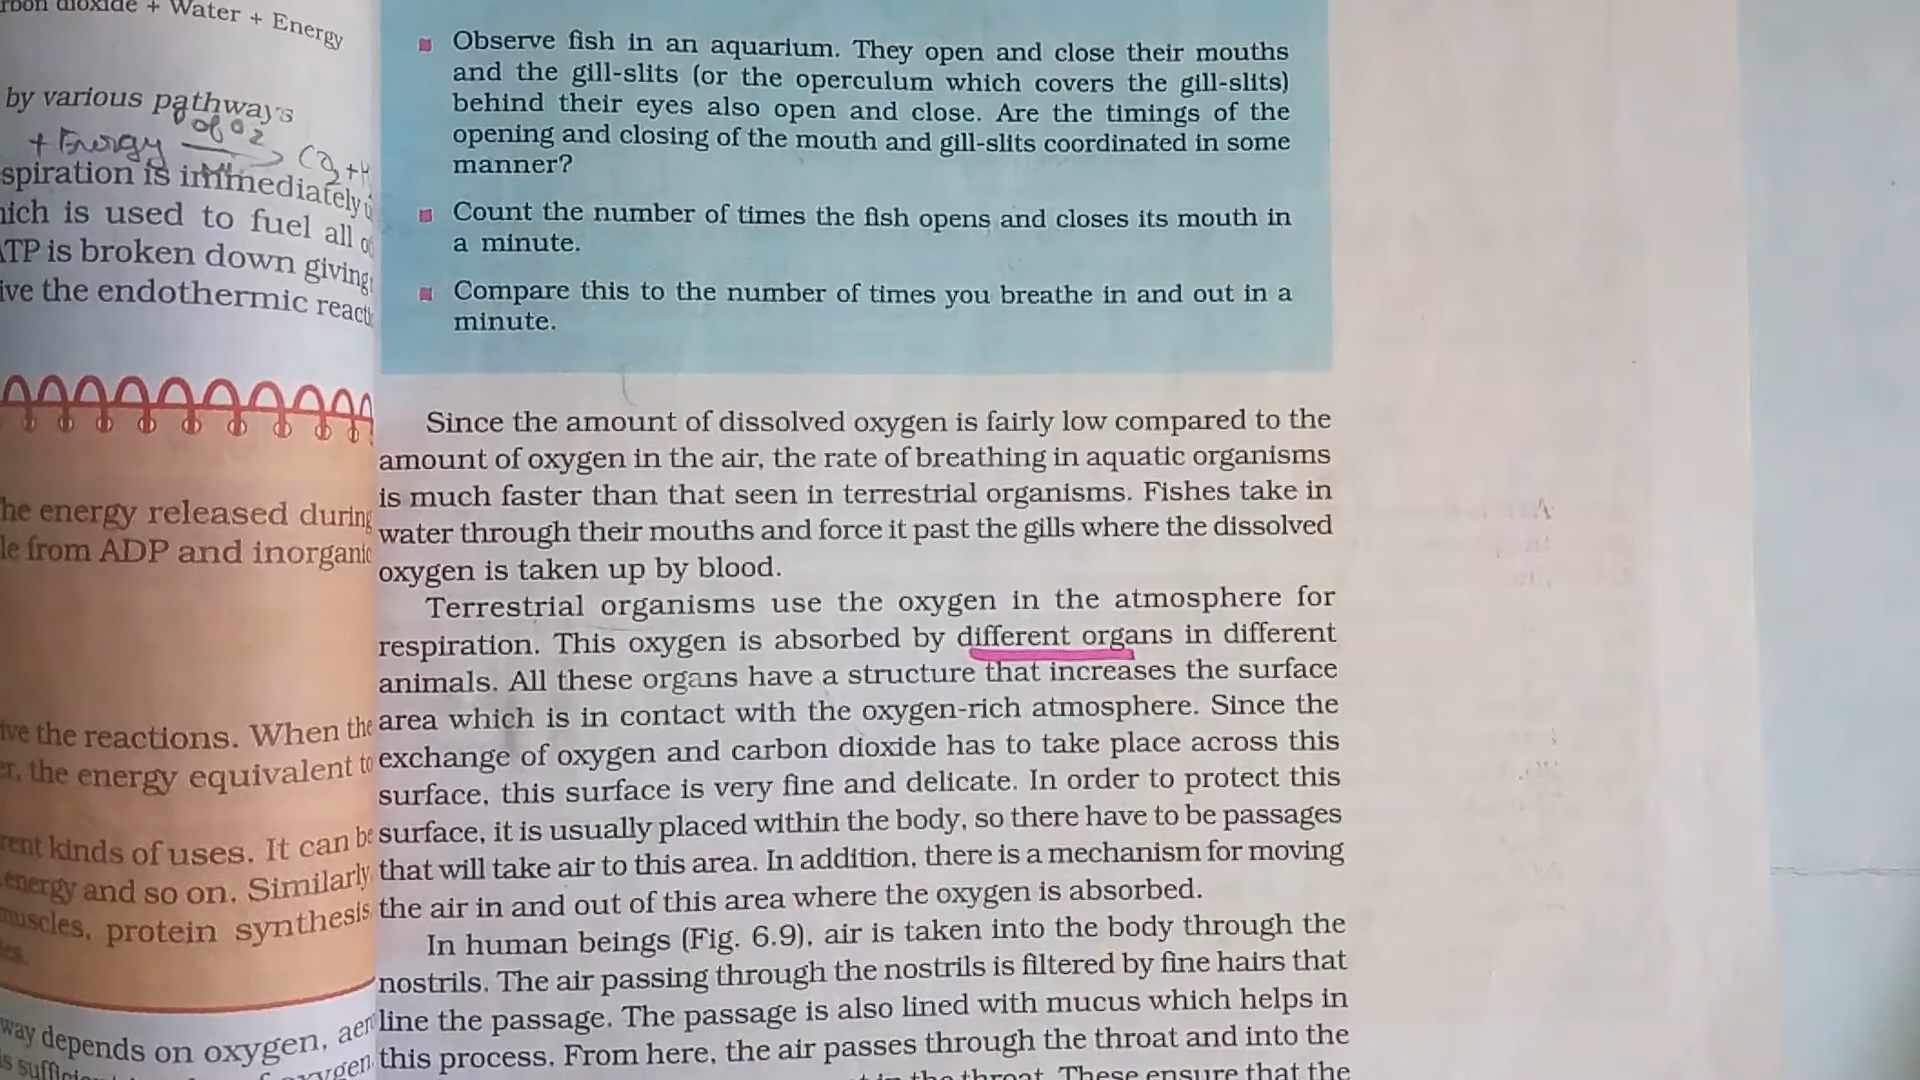 dioxide + Water + Energy
by various pathways
of O2
+ Energy
spiration is immediately
which is used to fuel all
ATP is broken down giving
ive the endothermic
he energy released during
le from ADP and inorganic
ive the reactions. When the
er, the energy equivalent to
rent kinds of uses. It can be
energy and so on. Similarly,
muscles, protein synthesis
way depends on oxygen,
Observe fish in an aquarium. They open and close their mouths
and the gill-slits (or the operculum which covers the gill-slits)
behind their eyes also open and close. Are the timings of the
opening and closing of the mouth and gill-slits coordinated in some
manner?
Count the number of times the fish opens and closes its mouth in
a minute.
Compare this to the number of times you breathe in and out in a
minute.
Since the amount of dissolved oxygen is fairly low compared to the
amount of oxygen in the air, the rate of breathing in aquatic organisms
is much faster than that seen in terrestrial organisms. Fishes take in
water through their mouths and force it past the gills where the dissolved
oxygen is taken up by blood.
Terrestrial organisms use the oxygen in the atmosphere for
respiration. This oxygen is absorbed by different organs in different
animals. All these organs have a structure that increases the surface
area which is in contact with the oxygen-rich atmosphere. Since the
exchange of oxygen and carbon dioxide has to take place across this
surface, this surface is very fine and delicate. In order to protect this
surface, it is usually placed within the body, so there have to be passages
that will take air to this area. In addition, there is a mechanism for moving
the air in and out of this area where the oxygen is absorbed.
In human beings (Fig. 6.9), air is taken into the body through the
nostrils. The air passing through the nostrils is filtered by fine hairs that
line the passage. The passage is also lined with mucus which helps in
this process. From here, the air passes through the throat and into the
in the throat. These ensure that the